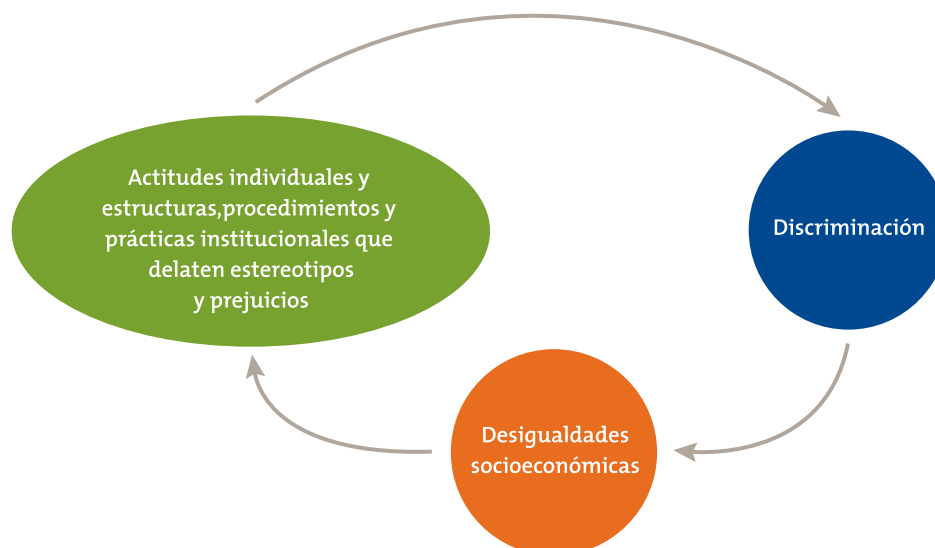 Actitudes individuales y
estructuras,procedimientos y
prácticas institucionales que
delaten estereotipos
y prejuicios
Discriminación
Desigualdades
socioeconómicas